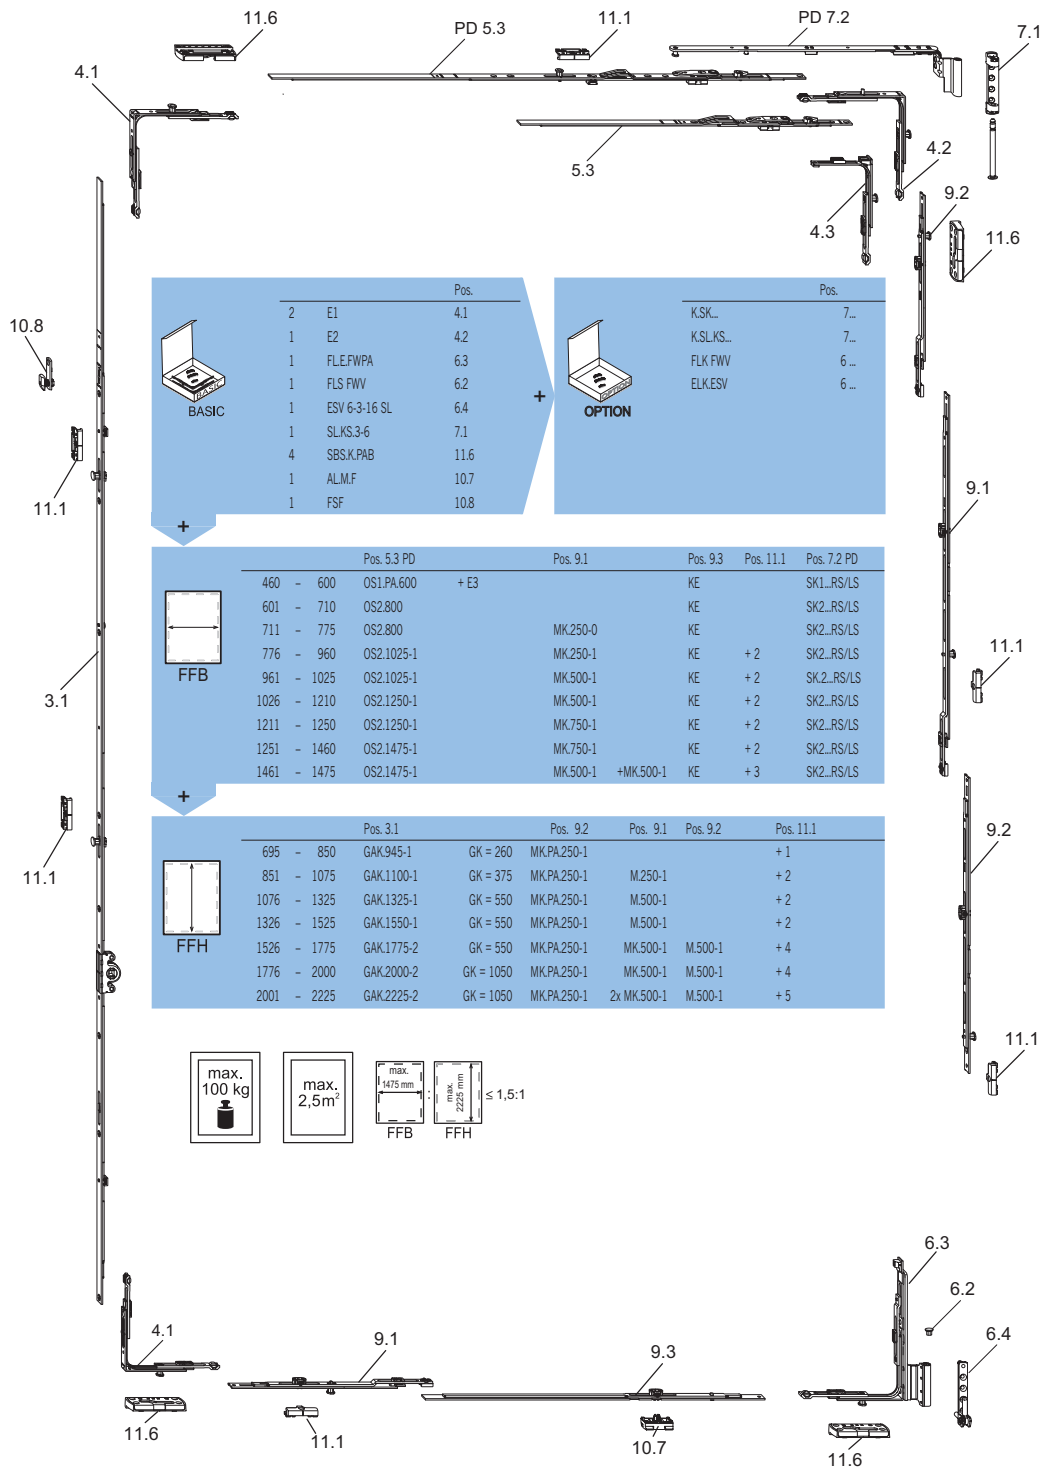 11.6
PD 5.3
11.1
PD 7.2
7.1
4.1
5.3
4.2
4.3
9.2
11.6
10.8
11.1
9.1
3.1
11.1
11.1
9.2
11.1
Pos.
2 E1 4.1
1 E2 4.2
1 FL.E.FWPA 6.3
1 FLS FWV 6.2
1 ESV 6-3-16 SL 6.4
1 SL.KS.3-6 7.1
4 SBS.K.PAB 11.6
1 AL.M.F 10.7
1 FSF 10.8
BASIC
BASIC
+
Pos.
K.SK... 7...
K.SL.KS... 7...
FLK FWV 6 ...
ELK.ESV 6 ...
OPTION
OPTION
+
Pos. 5.3 PD Pos. 9.1 Pos. 9.3 Pos. 11.1 Pos. 7.2 PD
460 – 600 OS1.PA.600 + E3 KE SK1...RS/LS
601 – 710 OS2.800 KE SK2...RS/LS
711 – 775 OS2.800 MK.250-0 KE SK2...RS/LS
776 – 960 OS2.1025-1 MK.250-1 KE + 2 SK2...RS/LS
961 – 1025 OS2.1025-1 MK.500-1 KE + 2 SK.2...RS/LS
1026 – 1210 OS2.1250-1 MK.500-1 KE + 2 SK2...RS/LS
1211 – 1250 OS2.1250-1 MK.750-1 KE + 2 SK2...RS/LS
1251 – 1460 OS2.1475-1 MK.750-1 KE + 2 SK2...RS/LS
1461 – 1475 OS2.1475-1 MK.500-1 +MK.500-1 KE + 3 SK2...RS/LS
FFB
+
Pos. 3.1 Pos. 9.2 Pos. 9.1 Pos. 9.2 Pos. 11.1
695 – 850 GAK.945-1 GK = 260 MK.PA.250-1 + 1
851 – 1075 GAK.1100-1 GK = 375 MK.PA.250-1 M.250-1 + 2
1076 – 1325 GAK.1325-1 GK = 550 MK.PA.250-1 M.500-1 + 2
1326 – 1525 GAK.1550-1 GK = 550 MK.PA.250-1 M.500-1 + 2
1526 – 1775 GAK.1775-2 GK = 550 MK.PA.250-1 MK.500-1 M.500-1 + 4
1776 – 2000 GAK.2000-2 GK = 1050 MK.PA.250-1 MK.500-1 M.500-1 + 4
2001 – 2225 GAK.2225-2 GK = 1050 MK.PA.250-1 2x MK.500-1 M.500-1 + 5
FFH
max.
100 kg
max.
2,5m²
max.
1475 mm
FFB
:
max.
2225 mm
FFH
≤ 1,5:1
6.3
6.2
6.4
4.1
9.1
9.3
11.6
11.1
10.7
11.6